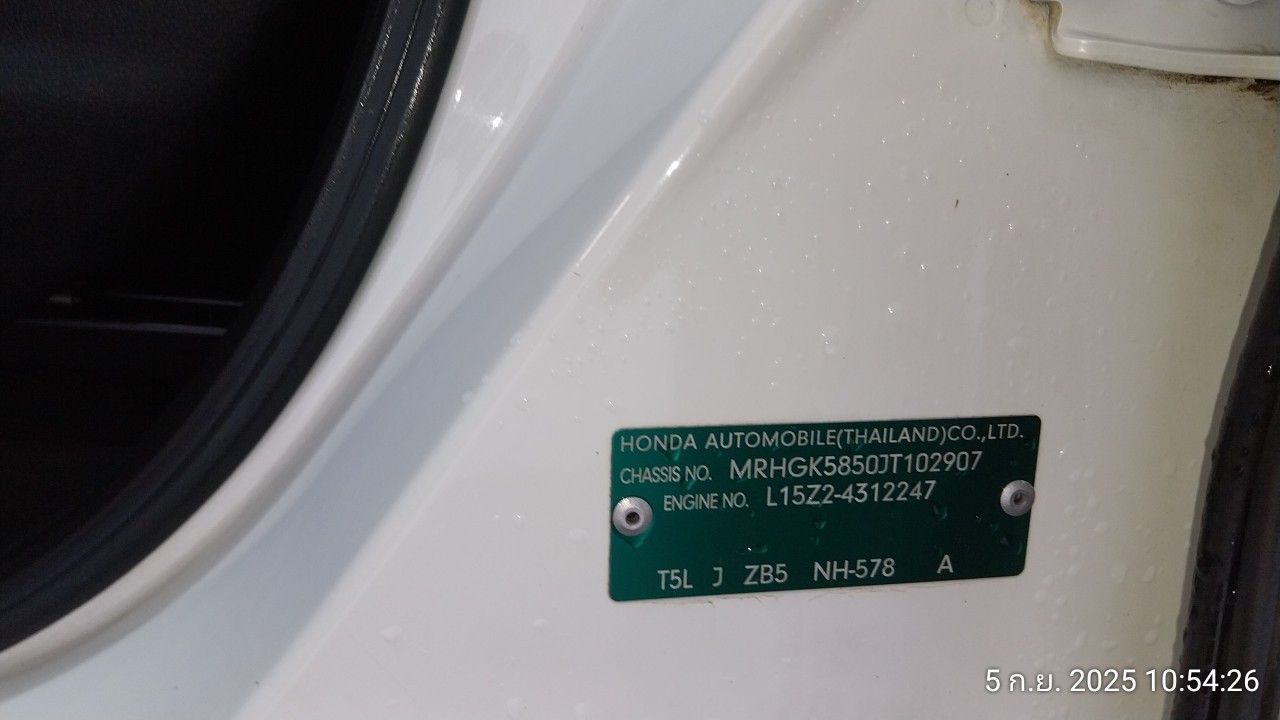 HONDA AUTOMOBILE(THAILAND)CO.,LTD.
CHASSIS NO. MRHGK5850JT102907
ENGINE NO. L15Z2-4312247
T5L J ZB5 NH-578 A
5 ก.ย. 2025 10:54:26